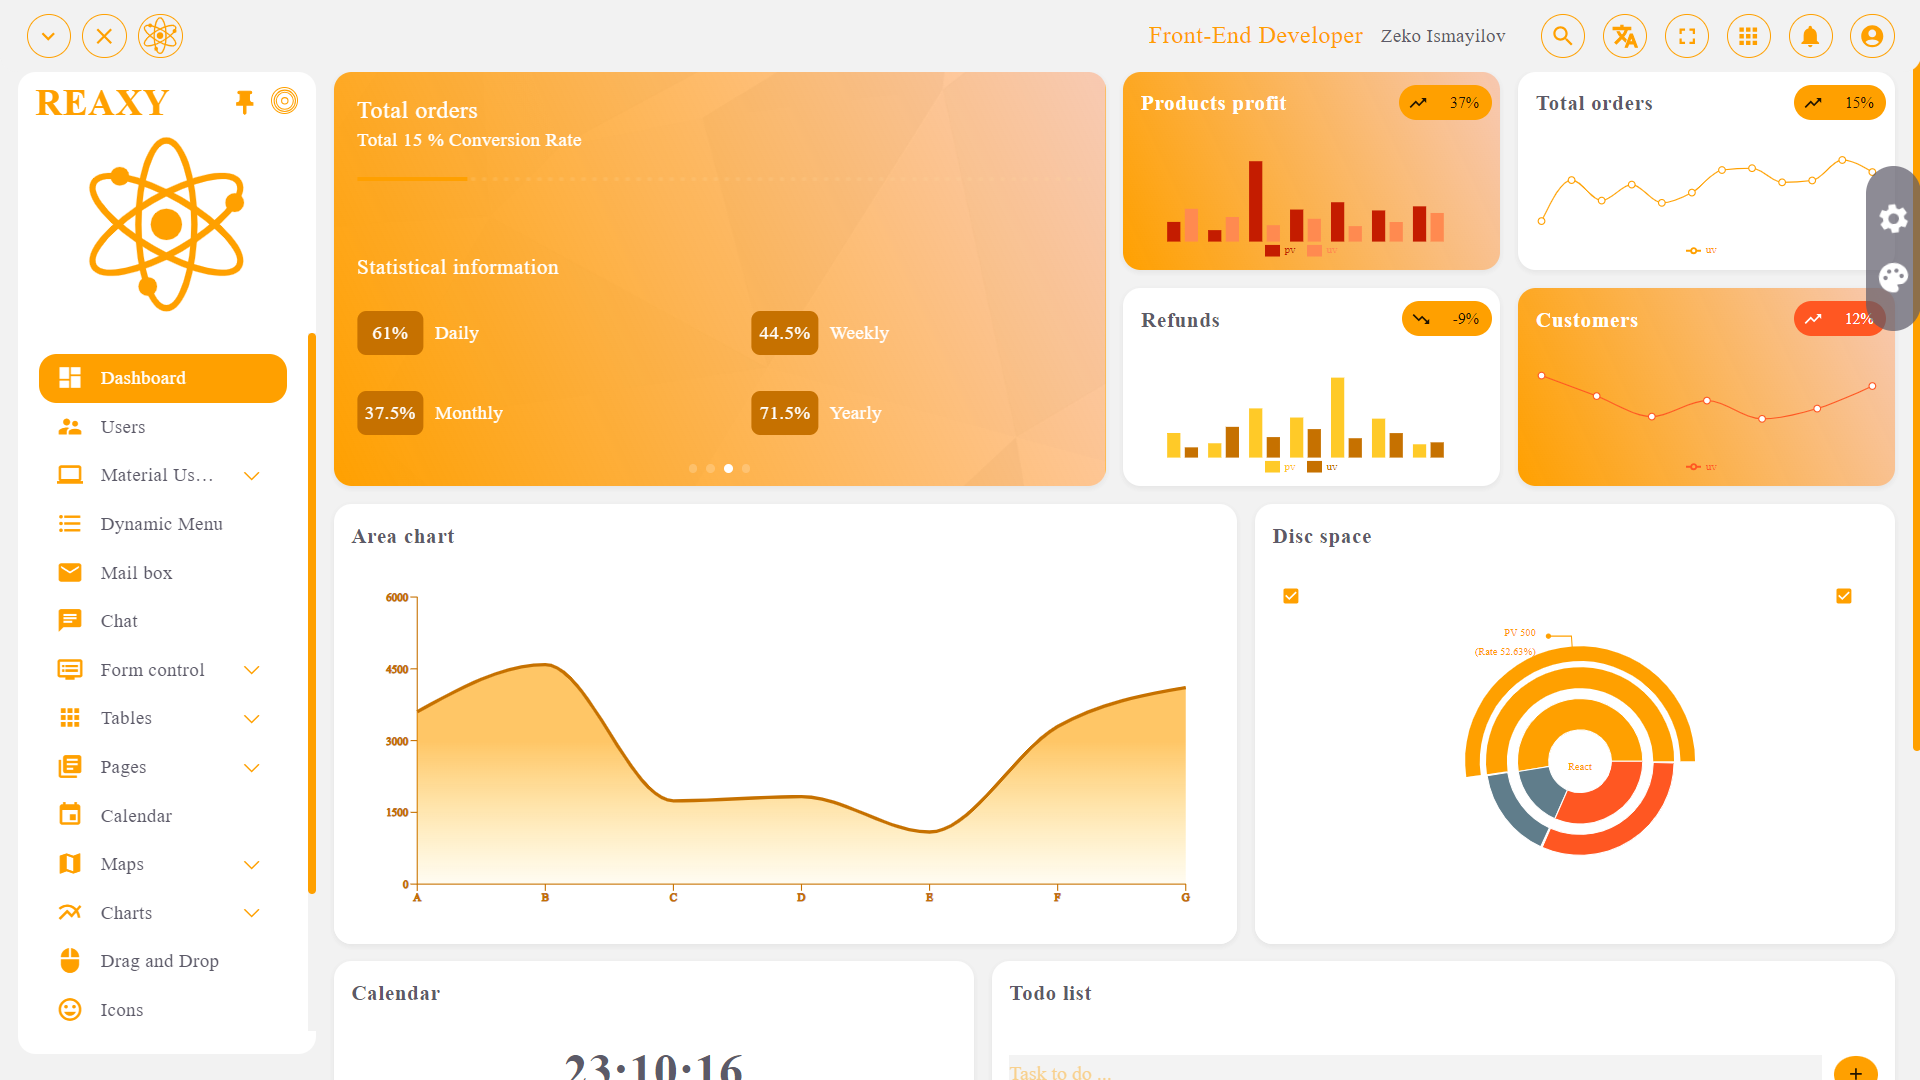 Front-End Developer Zeko Ismayilov
REAXY
Dashboard
Users
Material Us...
Dynamic Menu
Mail box
Chat
Form control
Tables
Pages
Calendar
Maps
Charts
Drag and Drop
Icons
Total orders
Total 15 % Conversion Rate
Statistical information
61% Daily
44.5% Weekly
37.5% Monthly
71.5% Yearly
Products profit
37%
pv uv
Total orders
15%
uv
Refunds
-9%
pv uv
Customers
12%
uv
Area chart
6000
4500
3000
1500
0
A B C D E F G
Disc space
PV 500
(Rate 52.63%)
React
Calendar
23:10:16
Todo list
Task to do ...